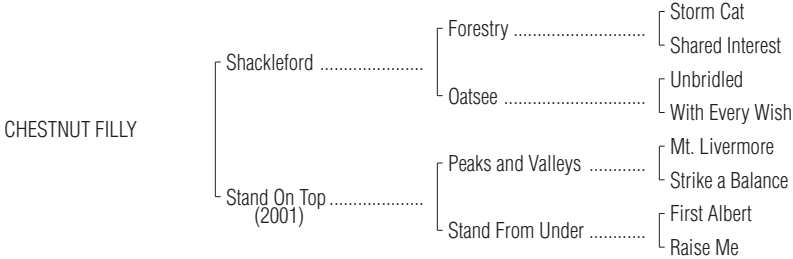 Storm Cat
Forestry ............................
Shared Interest
Shackleford ......................
Unbridled
Oatsee ..............................
With Every Wish
CHESTNUT FILLY
Mt. Livermore
Peaks and Valleys ............
Strike a Balance
Stand On Top ....................
(2001)
First Albert
Stand From Under ............
Raise Me